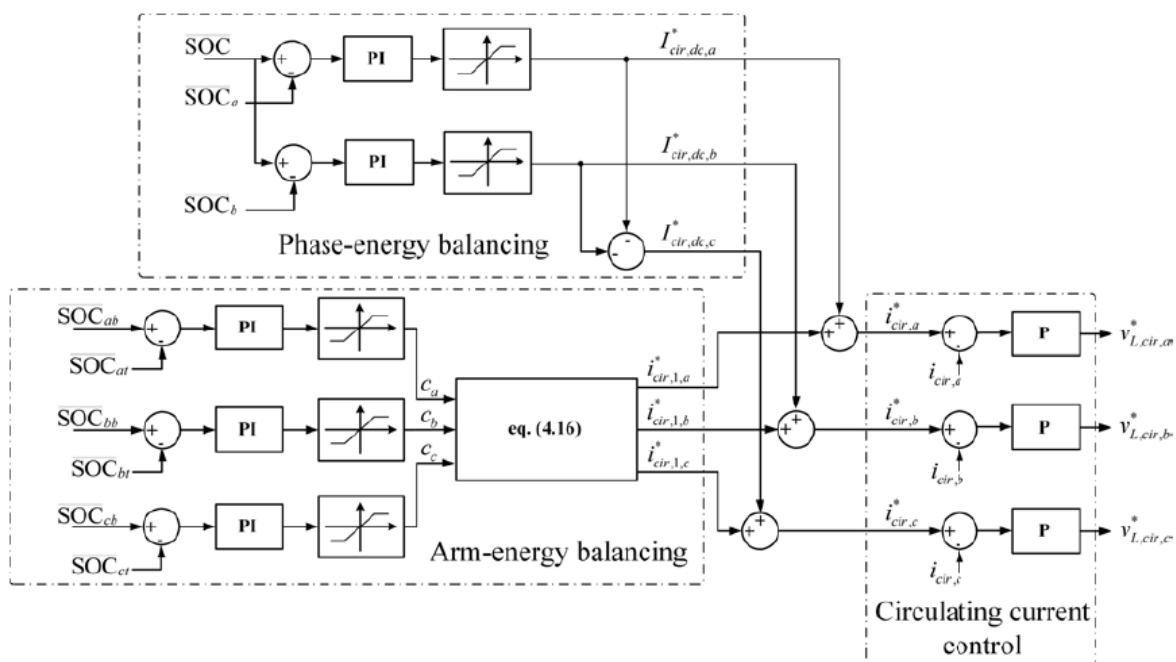 SOC PI I*cir,dc,a
SOCa
PI I*cir,dc,b
SOCb
Phase-energy balancing I*cir,dc,c
SOCab PI
SOCat
ca
i*cir,1,a i*cir,a P v*L,cir,a
icir,a
SOCbb PI cb eq. (4.16) i*cir,1,b i*cir,b P v*L,cir,b
SOCbt icir,b
cc i*cir,1,c
SOCcb PI i*cir,c P v*L,cir,c
SOCct
Arm-energy balancing icir,c
Circulating current
control